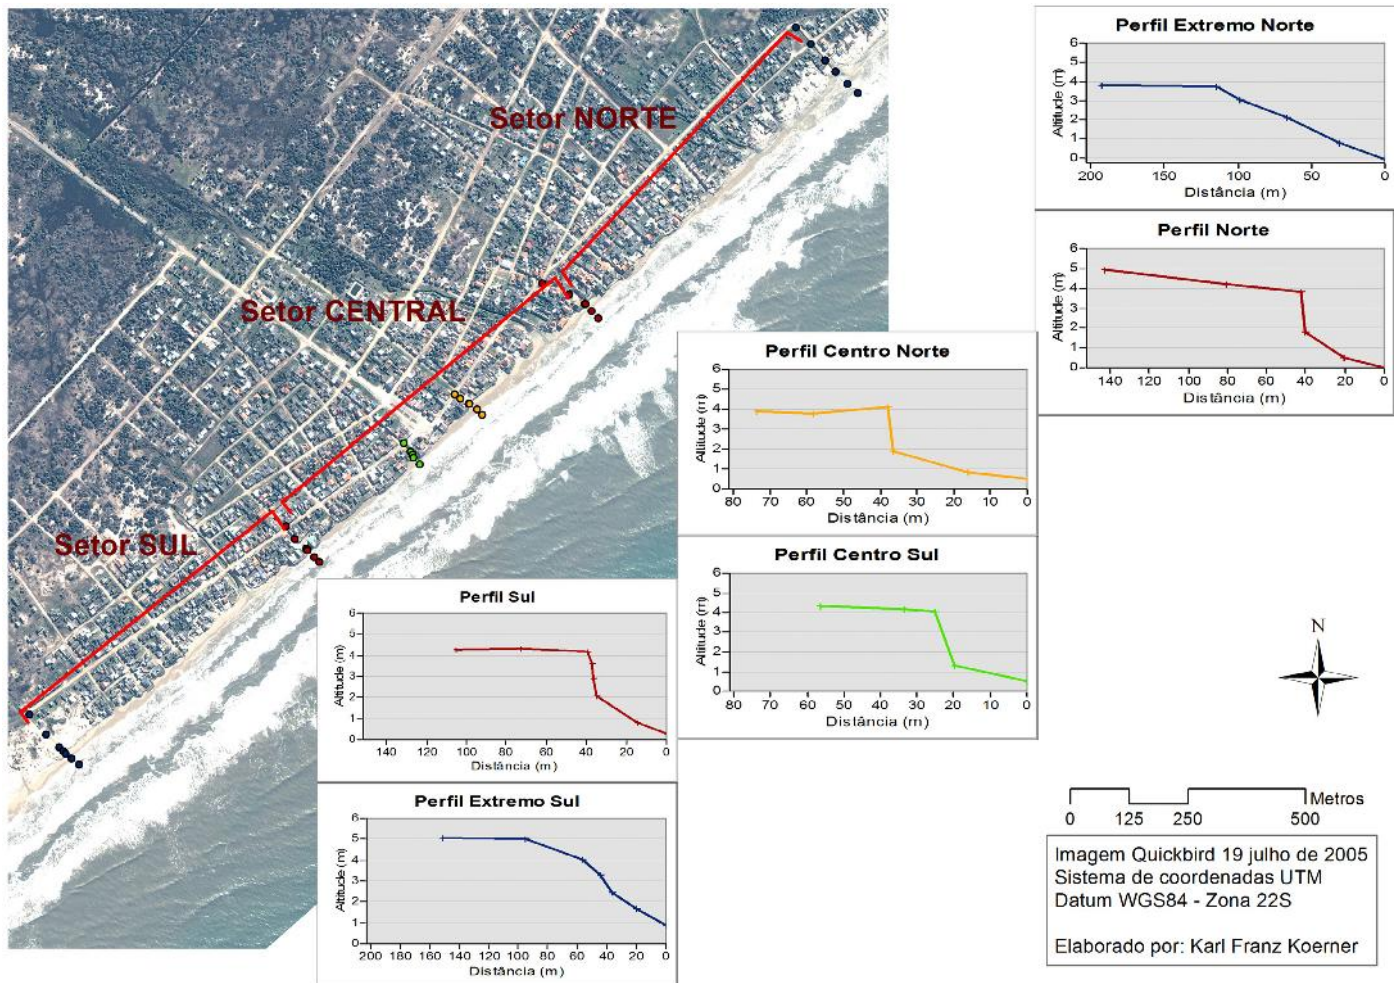 Setor NORTE
Setor CENTRAL
Setor SUL
Perfil Extremo Norte
Altitude (m)
6
5
4
3
2
1
0
200 150 100 50 0
Distância (m)
Perfil Norte
Altitude (m)
6
5
4
3
2
1
0
140 120 100 80 60 40 20 0
Distância (m)
Perfil Centro Norte
Altitude (m)
6
5
4
3
2
1
0
80 70 60 50 40 30 20 10 0
Distância (m)
Perfil Centro Sul
Altitude (m)
6
5
4
3
2
1
0
80 70 60 50 40 30 20 10 0
Distância (m)
Perfil Sul
Altitude (m)
6
5
4
3
2
1
0
140 120 100 80 60 40 20 0
Distância (m)
Perfil Extremo Sul
Altitude (m)
6
5
4
3
2
1
0
200 180 160 140 120 100 80 60 40 20 0
Distância (m)
N
Metros
0 125 250 500
Imagem Quickbird 19 julho de 2005
Sistema de coordenadas UTM
Datum WGS84 - Zona 22S
Elaborado por: Karl Franz Koerner